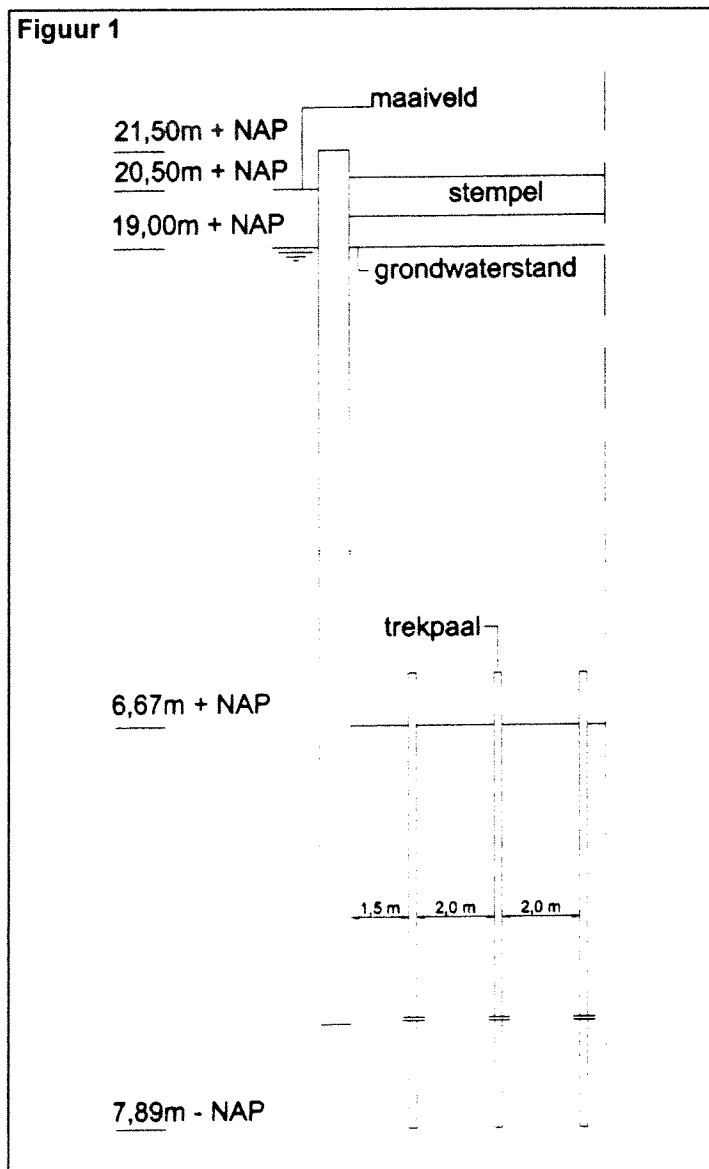 Figuur 1
maaiveld
21,50m + NAP
20,50m + NAP
stempel
19,00m + NAP
grondwaterstand
trekpaal
6,67m + NAP
1,5 m 2,0 m 2,0 m
7,89m - NAP